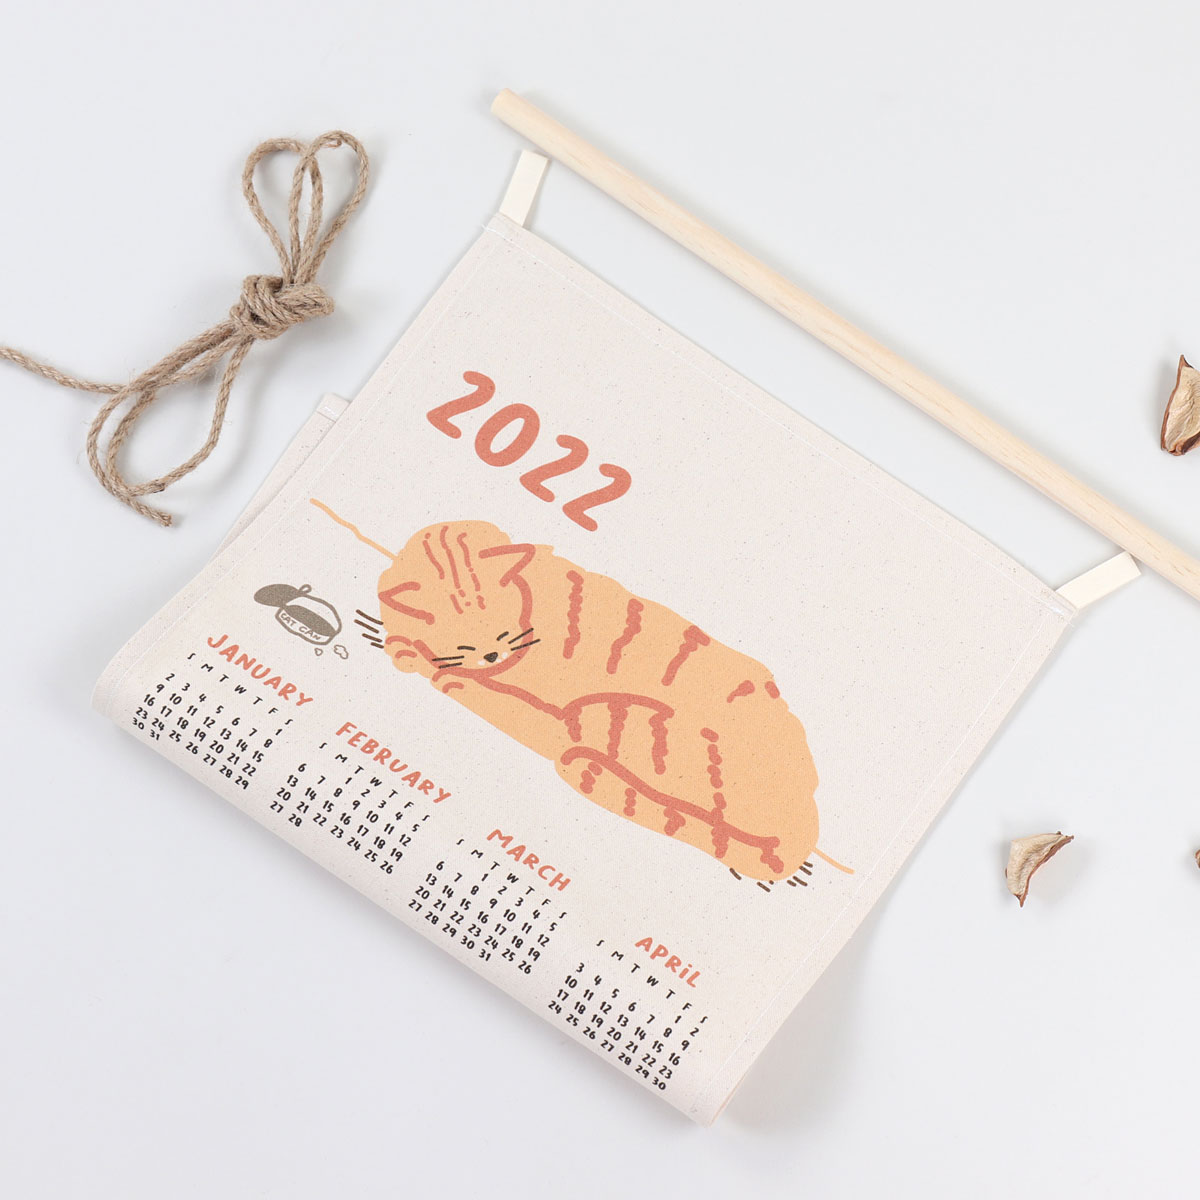 2022
CAT CAN
JANUARY
S M T W T F S
1
2 3 4 5 6 7 8
9 10 11 12 13 14 15
16 17 18 19 20 21 22
23 24 25 26 27 28 29
30 31
FEBRUARY
S M T W T F S
1 2 3 4 5
6 7 8 9 10 11 12
13 14 15 16 17 18 19
20 21 22 23 24 25 26
27 28
MARCH
S M T W T F S
1 2 3 4 5
6 7 8 9 10 11 12
13 14 15 16 17 18 19
20 21 22 23 24 25 26
27 28 29 30 31
APRiL
S M T W T F S
1 2
3 4 5 6 7 8 9
10 11 12 13 14 15 16
17 18 19 20 21 22 23
24 25 26 27 28 29 30